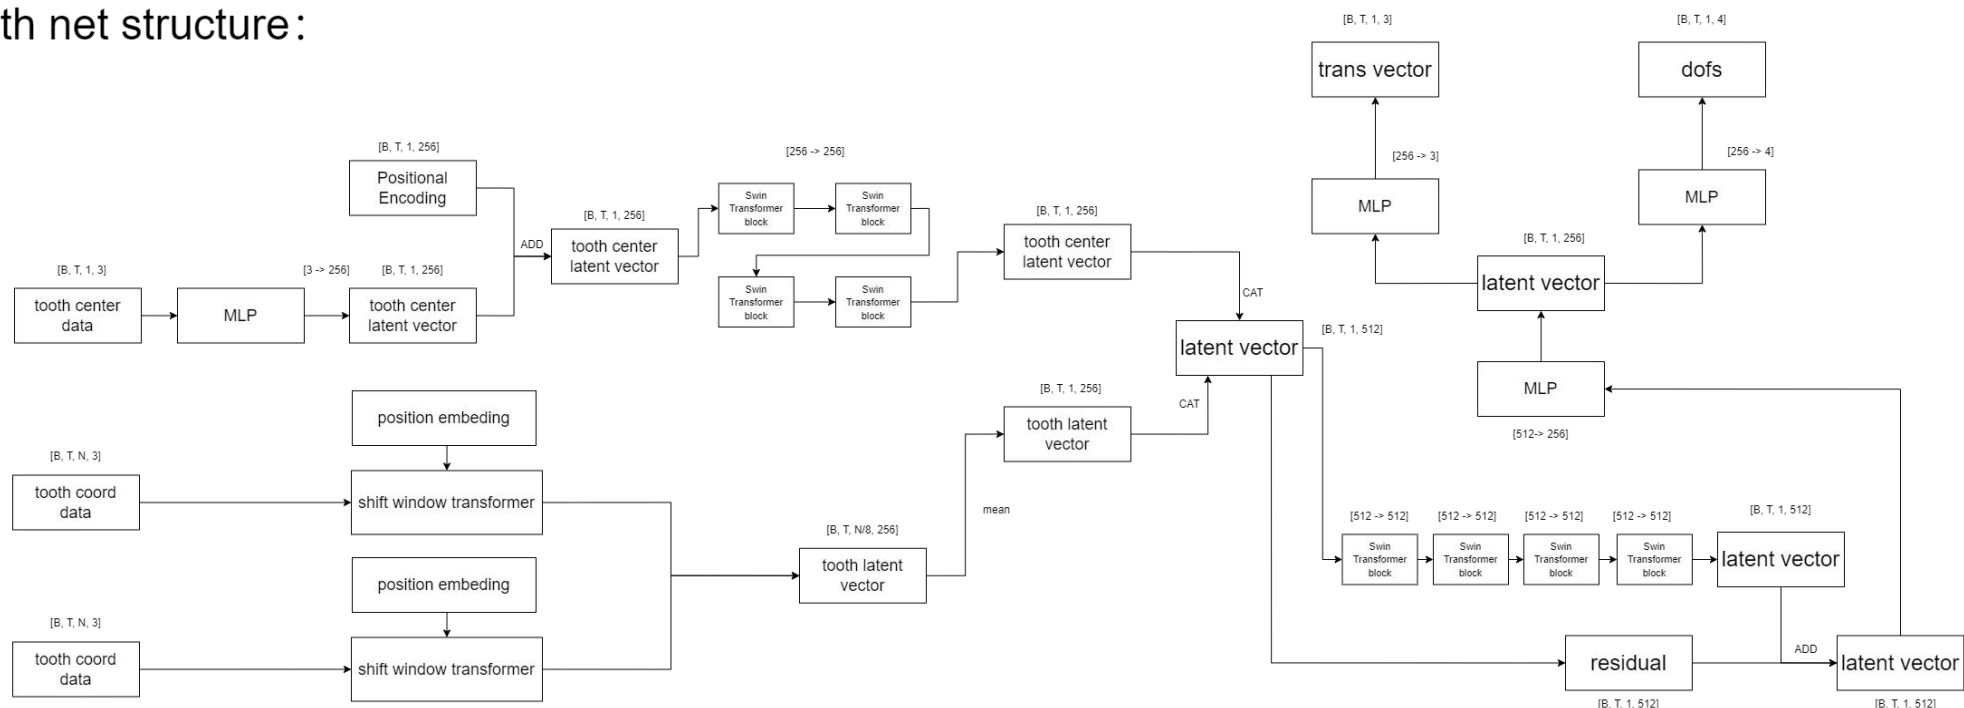 th net structure：
[B, T, 1, 3]
[B, T, 1, 4]
trans vector
dofs
[256 -> 3]
[256 -> 4]
MLP
MLP
[B, T, 1, 256]
latent vector
MLP
[512-> 256]
[B, T, 1, 256]
Positional
Encoding
ADD
[B, T, 1, 3]
tooth center
data
MLP
[3 -> 256]
[B, T, 1, 256]
tooth center
latent vector
[B, T, 1, 256]
tooth center
latent vector
[256 -> 256]
Swin
Transformer
block
Swin
Transformer
block
Swin
Transformer
block
Swin
Transformer
block
[B, T, 1, 256]
tooth center
latent vector
CAT
latent vector
[B, T, 1, 512]
CAT
[B, T, 1, 256]
tooth latent
vector
mean
position embeding
[B, T, N, 3]
tooth coord
data
shift window transformer
[B, T, N/8, 256]
tooth latent
vector
position embeding
[B, T, N, 3]
tooth coord
data
shift window transformer
[512 -> 512]
[512 -> 512]
[512 -> 512]
[512 -> 512]
Swin
Transformer
block
Swin
Transformer
block
Swin
Transformer
block
Swin
Transformer
block
[B, T, 1, 512]
latent vector
residual
[B, T, 1, 512]
ADD
latent vector
[B, T, 1, 512]